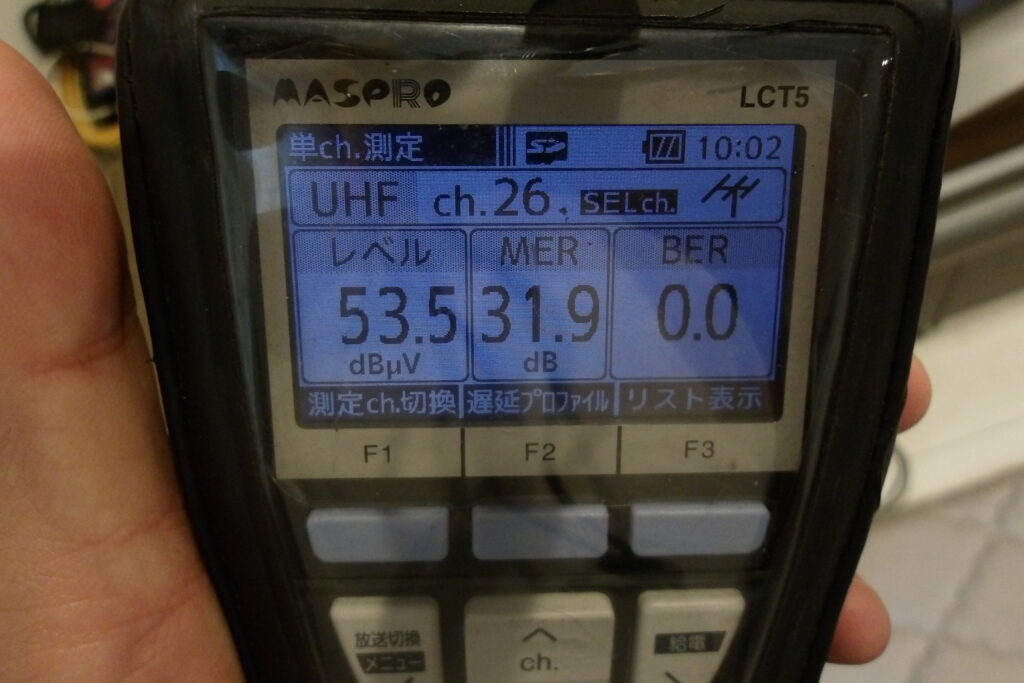 MASPRO
LCT5
単ch.測定 SD 10:02
UHF ch.26 SELch.
レベル MER BER
53.5 31.9 0.0
dBμV dB
測定ch.切換 遅延プロファイル リスト表示
F1 F2 F3
放送切換
メニュー
ch.
給電